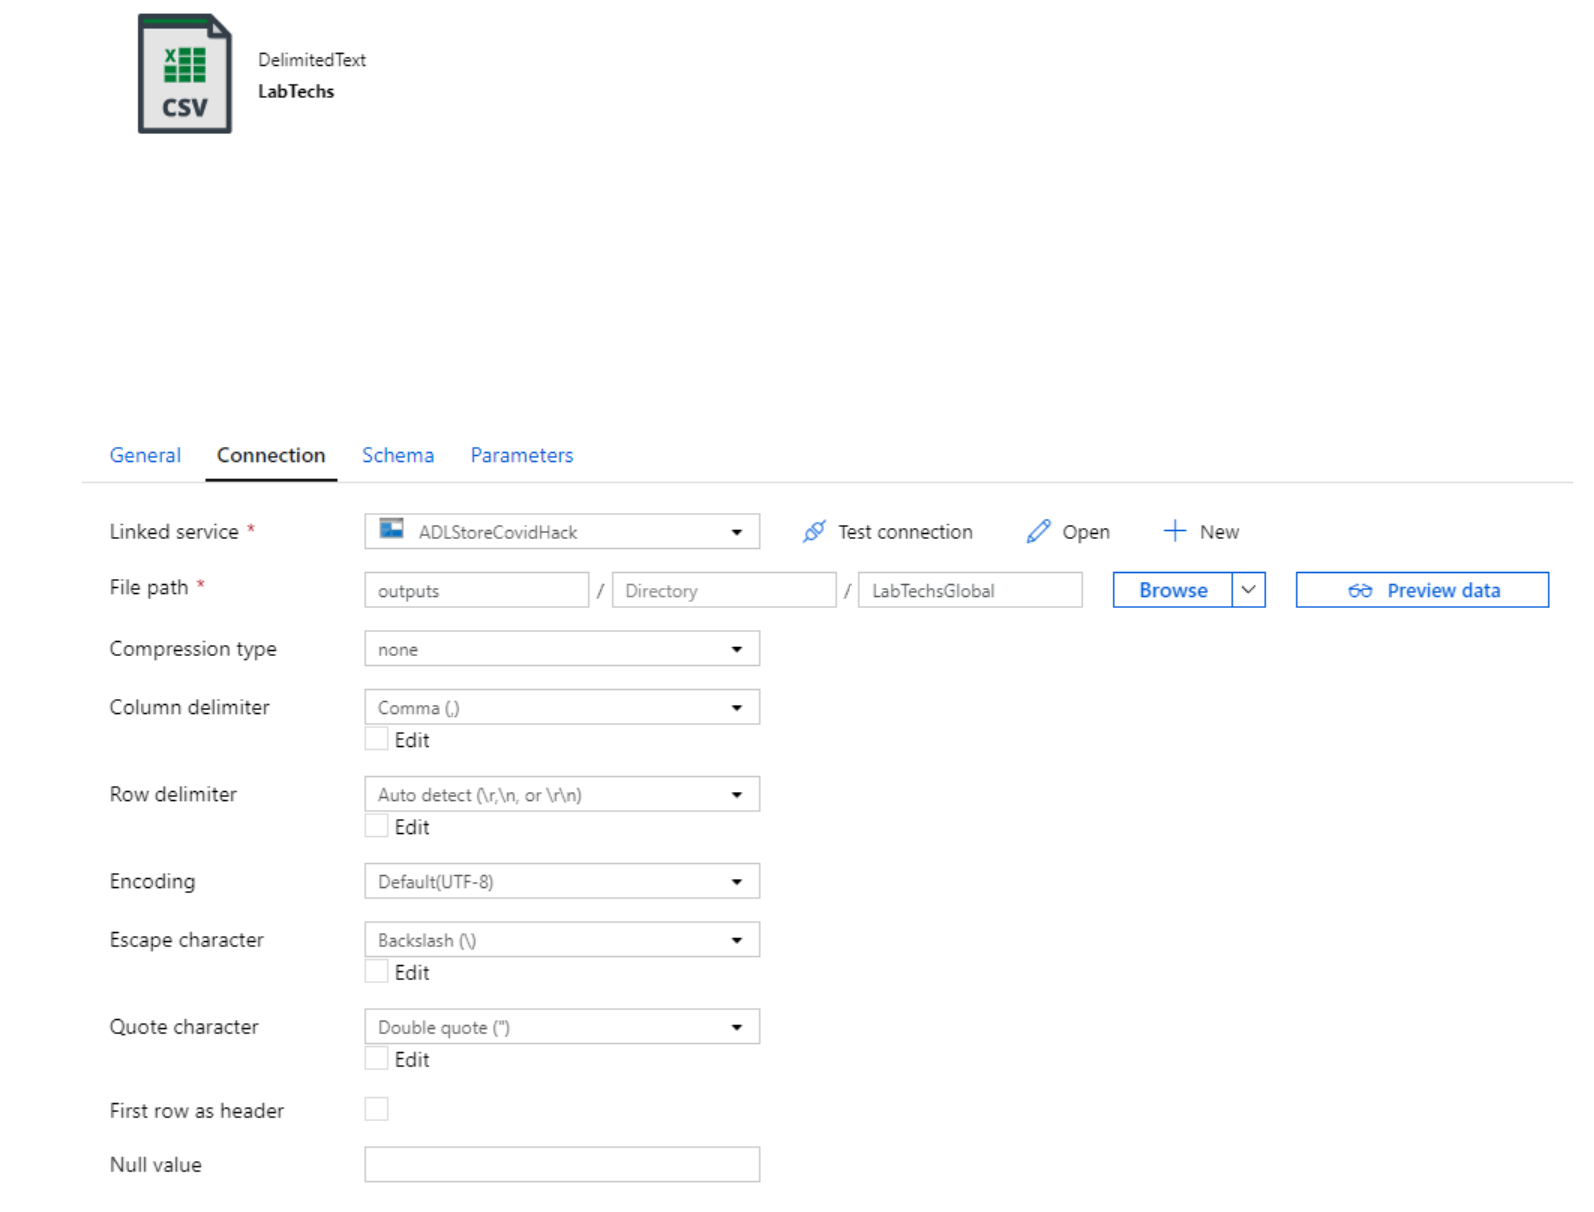 X
CSV
DelimitedText
LabTechs
General Connection Schema Parameters
Linked service * ADLStoreCovidHack Test connection Open New
File path * outputs / Directory / LabTechsGlobal Browse Preview data
Compression type none
Column delimiter Comma (,)
Edit
Row delimiter Auto detect (\r,\n, or \r\n)
Edit
Encoding Default(UTF-8)
Escape character Backslash (\)
Edit
Quote character Double quote (")
Edit
First row as header
Null value